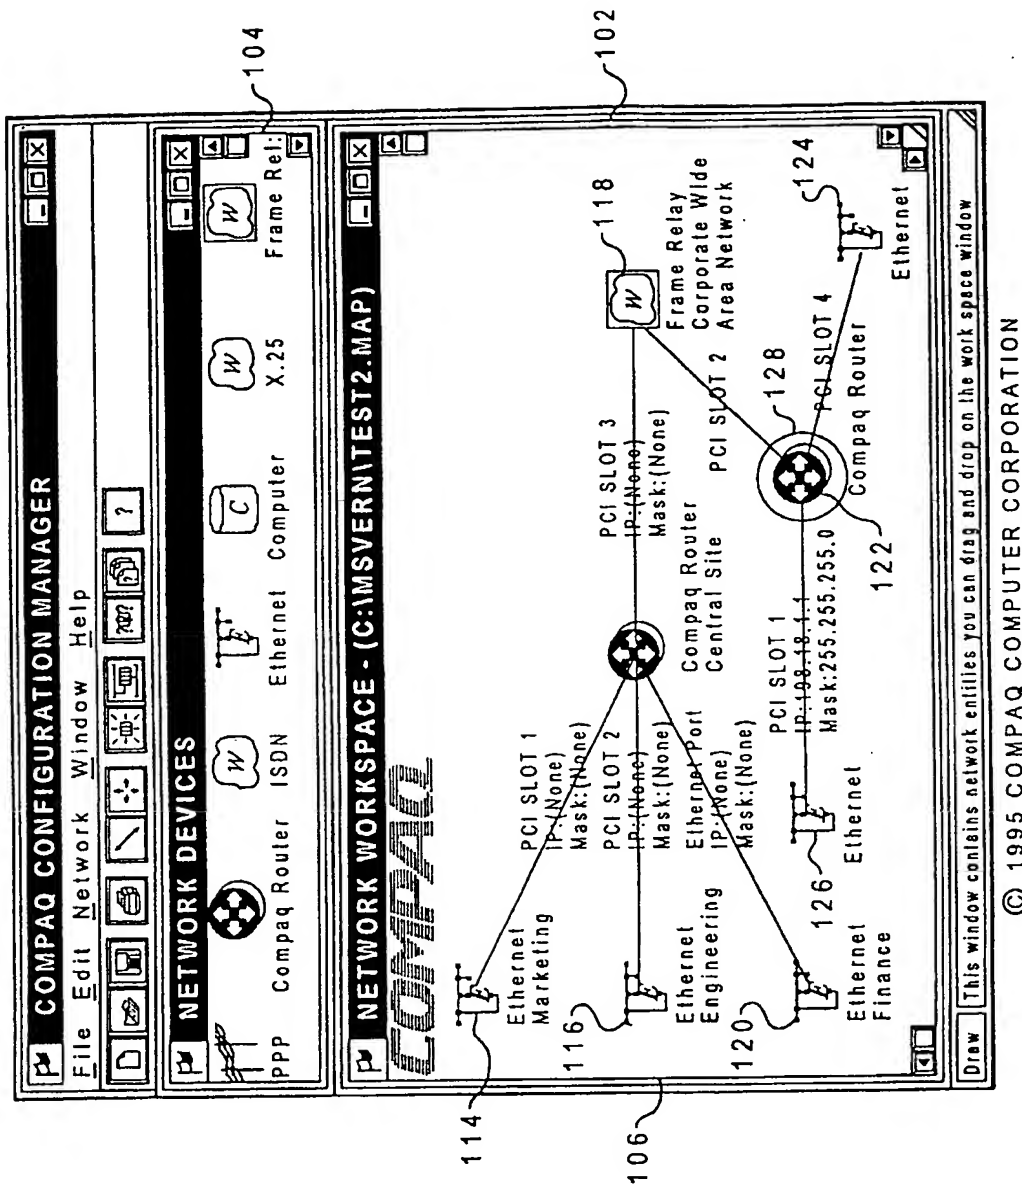 COMPAQ CONFIGURATION MANAGER
File Edit Network Window Help
?
NETWORK DEVICES
PPP
Compaq Router
W
ISDN
E
Ethernet
C
Computer
W
X.25
W
Frame Rel:
104
NETWORK WORKSPACE - (C:\MSVERN\TEST2.MAP)
COMPAQ
114
E
Ethernet
Marketing
PCI SLOT 1
IP:(None)
Mask:(None)
116
E
Ethernet
Engineering
PCI SLOT 2
IP:(None)
Mask:(None)
120
E
Ethernet
Finance
Ethernet Port
IP:(None)
Mask:(None)
Compaq Router
Central Site
PCI SLOT 3
IP:(None)
Mask:(None)
118
W
Frame Relay
Corporate Wide
Area Network
PCI SLOT 2
128
PCI SLOT 4
Compaq Router
122
124
E
Ethernet
PCI SLOT 1
IP:198.18.1.1
Mask:255.255.255.0
126
E
Ethernet
102
106
Draw
This window contains network entities you can drag and drop on the work space window
© 1995 COMPAQ COMPUTER CORPORATION